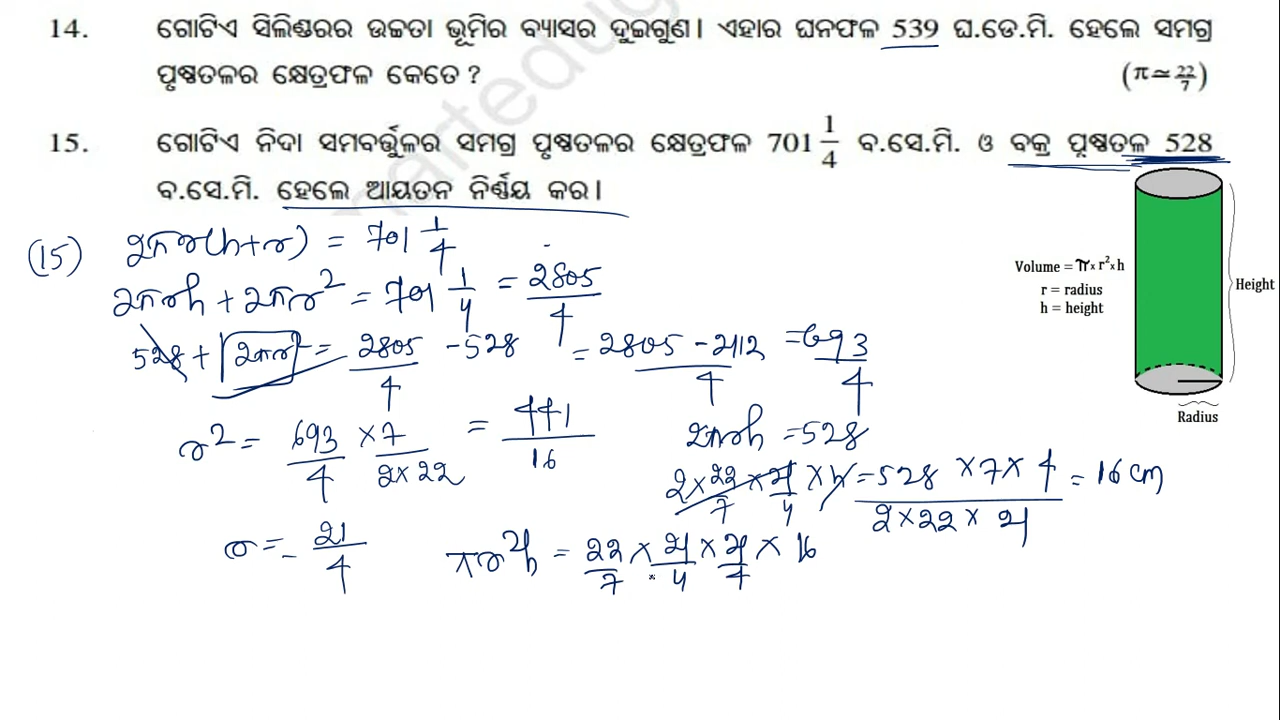 14. ଗୋଟିଏ ସିଲିଣ୍ଡରର ଉଚ୍ଚତା ଭୂମିର ବ୍ୟାସର ଦୁଇଗୁଣ। ଏହାର ଘନଫଳ 539 ଘ.ଡେ.ମି. ହେଲେ ସମଗ୍ର
ପୃଷ୍ଠତଳର କ୍ଷେତ୍ରଫଳ କେତେ ? (π ≃ 22/7)
15. ଗୋଟିଏ ନିଦା ସମବର୍ତ୍ତୁଳର ସମଗ୍ର ପୃଷ୍ଠତଳର କ୍ଷେତ୍ରଫଳ 701 1/4 ବ.ସେ.ମି. ଓ ବକ୍ର ପୃଷ୍ଠତଳ 528
ବ.ସେ.ମି. ହେଲେ ଆୟତନ ନିର୍ଣ୍ଣୟ କର।
(15) 2πr(h+r) = 701 1/4
2πrh + 2πr² = 701 1/4 = 2805/4
528 + 2πr² = 2805/4 - 528 = 2805 - 2112/4 = 693/4
r² = 693/4 × 7/2×22 = 441/16
2πrh = 528
2 × 22/7 × 21/4 × h = 528 × 7 × 4/2 × 22 × 21 = 16 cm
r = 21/4
πr²h = 22/7 × 21/4 × 21/4 × 16
Volume = π× r²× h
r = radius
h = height
Height
Radius